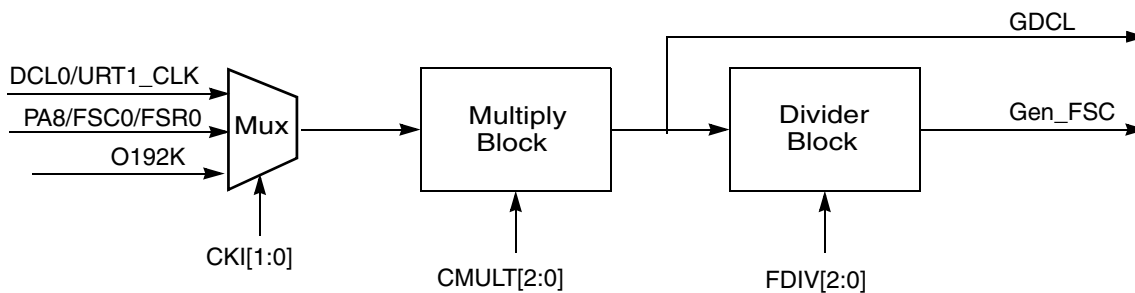 GDCL
DCL0/URT1_CLK
PA8/FSC0/FSR0
O192K
Mux
Multiply
Block
Divider
Block
Gen_FSC
CKI[1:0]
CMULT[2:0]
FDIV[2:0]